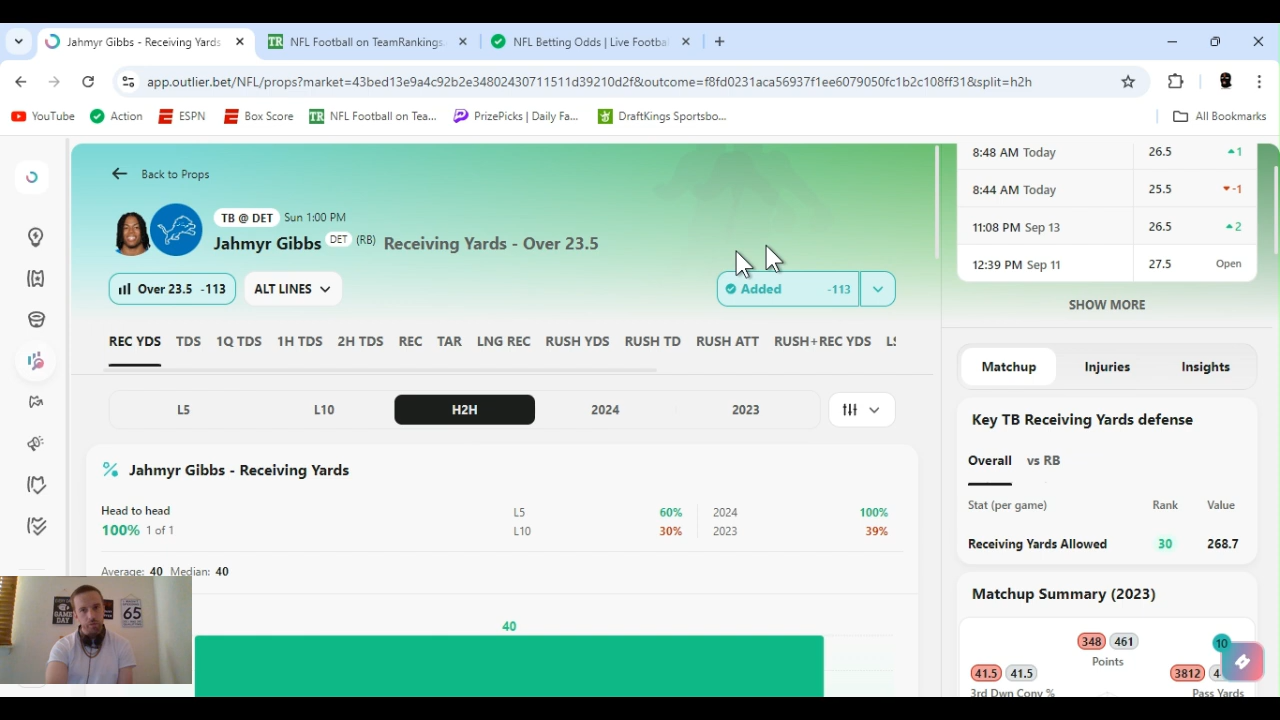 Jahmyr Gibbs - Receiving Yards
NFL Football on TeamRankings.
NFL Betting Odds | Live Footba
app.outlier.bet/NFL/props?market=43bed13e9a4c92b2e34802430711511d39210d2f&outcome=f8fd0231aca56937f1ee6079050fc1b2c108ff31&split=h2h
YouTube
Action
ESPN
Box Score
NFL Football on Tea...
PrizePicks | Daily Fa...
DraftKings Sportsbo...
All Bookmarks
Back to Props
TB @ DET Sun 1:00 PM
Jahmyr Gibbs DET (RB) Receiving Yards - Over 23.5
Over 23.5 -113
ALT LINES
Added -113
REC YDS TDS 1Q TDS 1H TDS 2H TDS REC TAR LNG REC RUSH YDS RUSH TD RUSH ATT RUSH+REC YDS
L5 L10 H2H 2024 2023
Jahmyr Gibbs - Receiving Yards
Head to head
100% 1 of 1
L5 60% 2024 100%
L10 30% 2023 39%
Average: 40 Median: 40
40
8:48 AM Today 26.5 1
8:44 AM Today 25.5 -1
11:08 PM Sep 13 26.5 2
12:39 PM Sep 11 27.5 Open
SHOW MORE
Matchup Injuries Insights
Key TB Receiving Yards defense
Overall vs RB
Stat (per game) Rank Value
Receiving Yards Allowed 30 268.7
Matchup Summary (2023)
348 461
Points
10
41.5 41.5
3rd Dwn Conv %
3812
Pass Yards
GAME
DAY
65